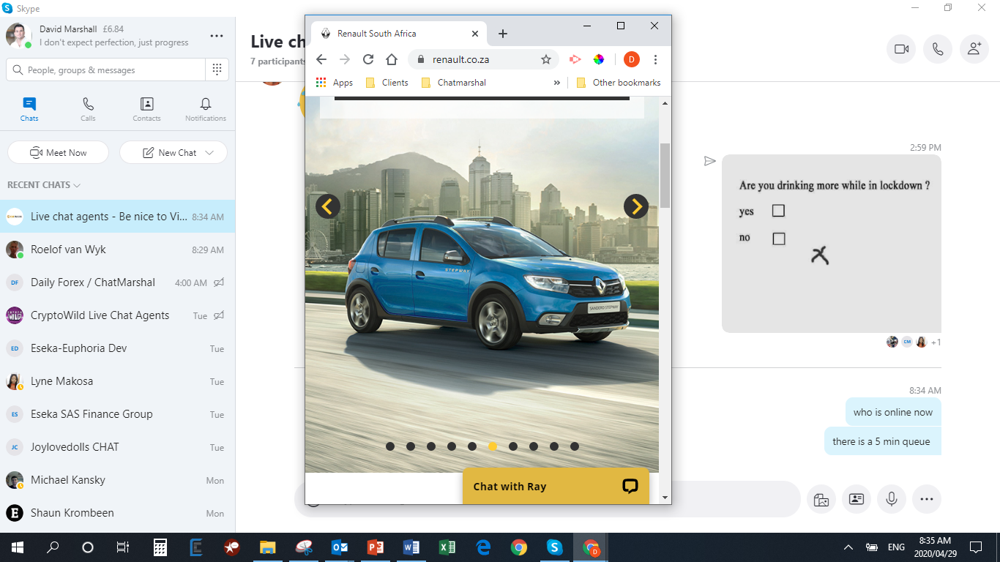 Skype
David Marshall £6.84
I don't expect perfection, just progress
People, groups & messages
Chats
Calls
Contacts
Notifications
Meet Now
New Chat
RECENT CHATS
Live chat agents - Be nice to Vi... 8:34 AM
Roelof van Wyk 8:29 AM
DF Daily Forex / ChatMarshal 4:00 AM
CryptoWild Live Chat Agents Tue
ED Eseka-Euphoria Dev Tue
Lyne Makosa Tue
ES Eseka SAS Finance Group Tue
JC Joylovedolls CHAT Tue
Michael Kansky Mon
E Shaun Krombeen Mon
Live ch
7 participants
Renault South Africa
renault.co.za
D
Apps
Clients
Chatmarshal
»
Other bookmarks
STEPWAY
SANDERO STEPWAY
Chat with Ray
2:59 PM
Are you drinking more while in lockdown ?
yes
no
CM
+1
8:34 AM
who is online now
there is a 5 min queue
ENG
8:35 AM
2020/04/29